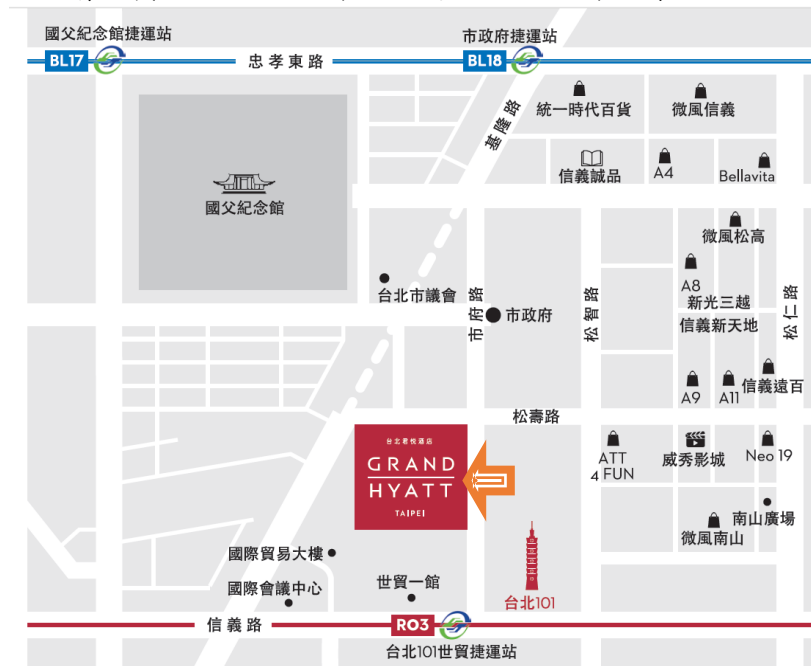 國父紀念館捷運站
市政府捷運站
BL17
忠孝東路
BL18
基隆路
統一時代百貨
微風信義
信義誠品
A4
Bellavita
國父紀念館
微風松高
台北市議會
A8
新光三越
信義新天地
市府路
市政府
松智路
松仁路
信義遠百
A9
A11
松壽路
台北君悅酒店
GRAND
HYATT
TAIPEI
ATT
4 FUN
威秀影城
Neo 19
南山廣場
微風南山
國際貿易大樓
國際會議中心
世貿一館
台北101
信義路
R03
台北101世貿捷運站